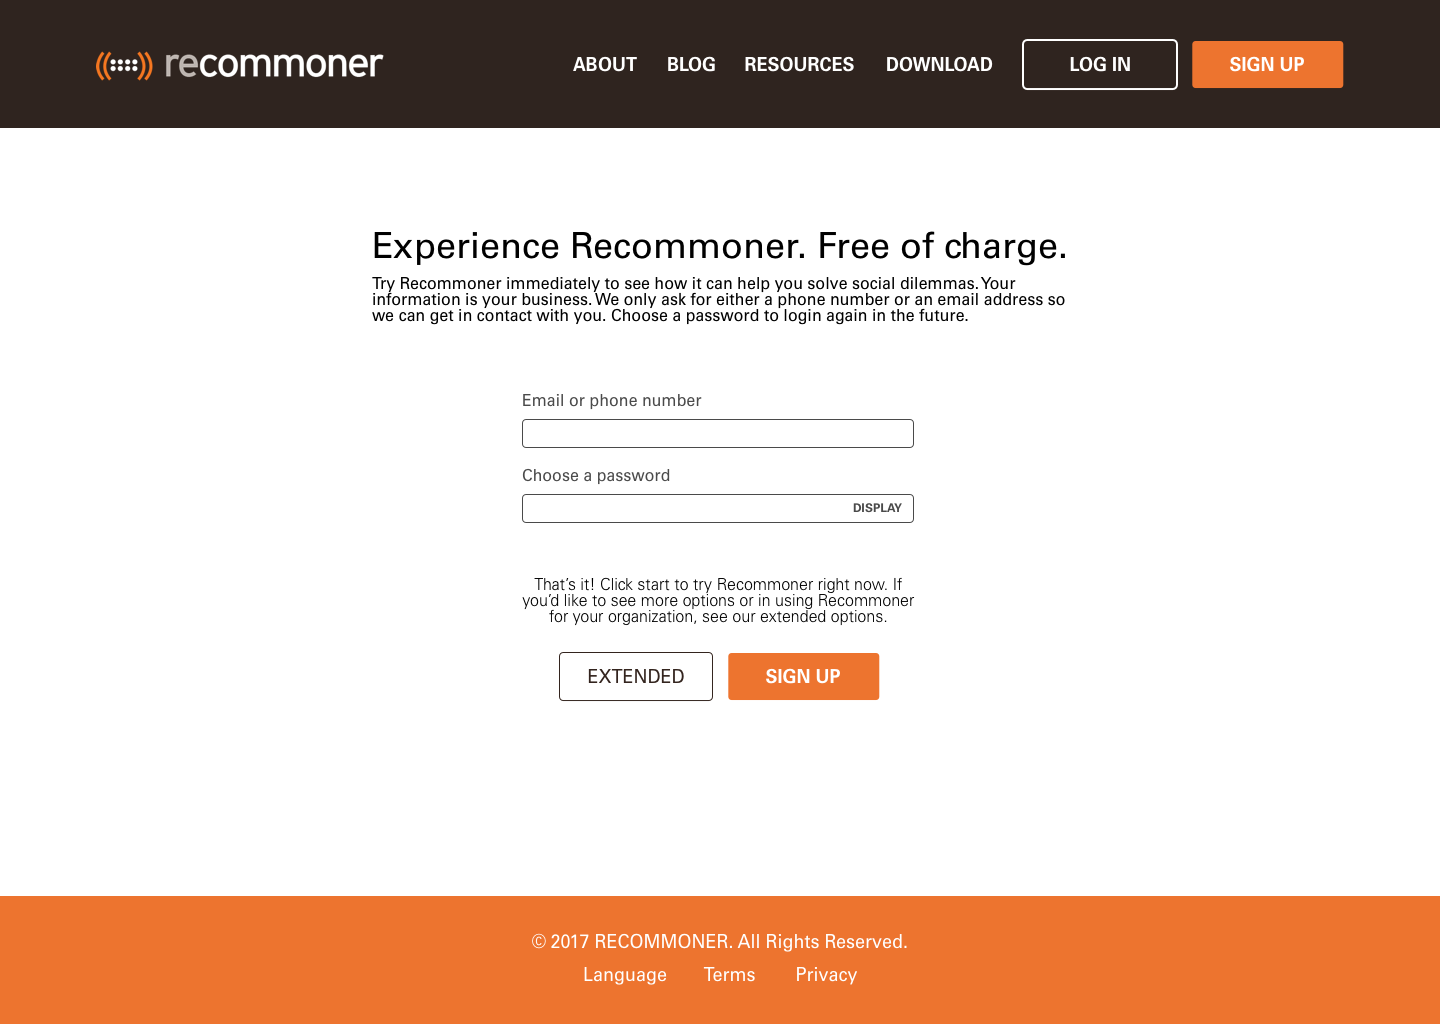 recommoner
ABOUT BLOG RESOURCES DOWNLOAD LOG IN SIGN UP
Experience Recommoner. Free of charge.
Try Recommoner immediately to see how it can help you solve social dilemmas. Your
information is your business. We only ask for either a phone number or an email address so
we can get in contact with you. Choose a password to login again in the future.
Email or phone number
Choose a password
DISPLAY
That’s it! Click start to try Recommoner right now. If
you’d like to see more options or in using Recommoner
for your organization, see our extended options.
EXTENDED SIGN UP
© 2017 RECOMMONER. All Rights Reserved.
Language Terms Privacy